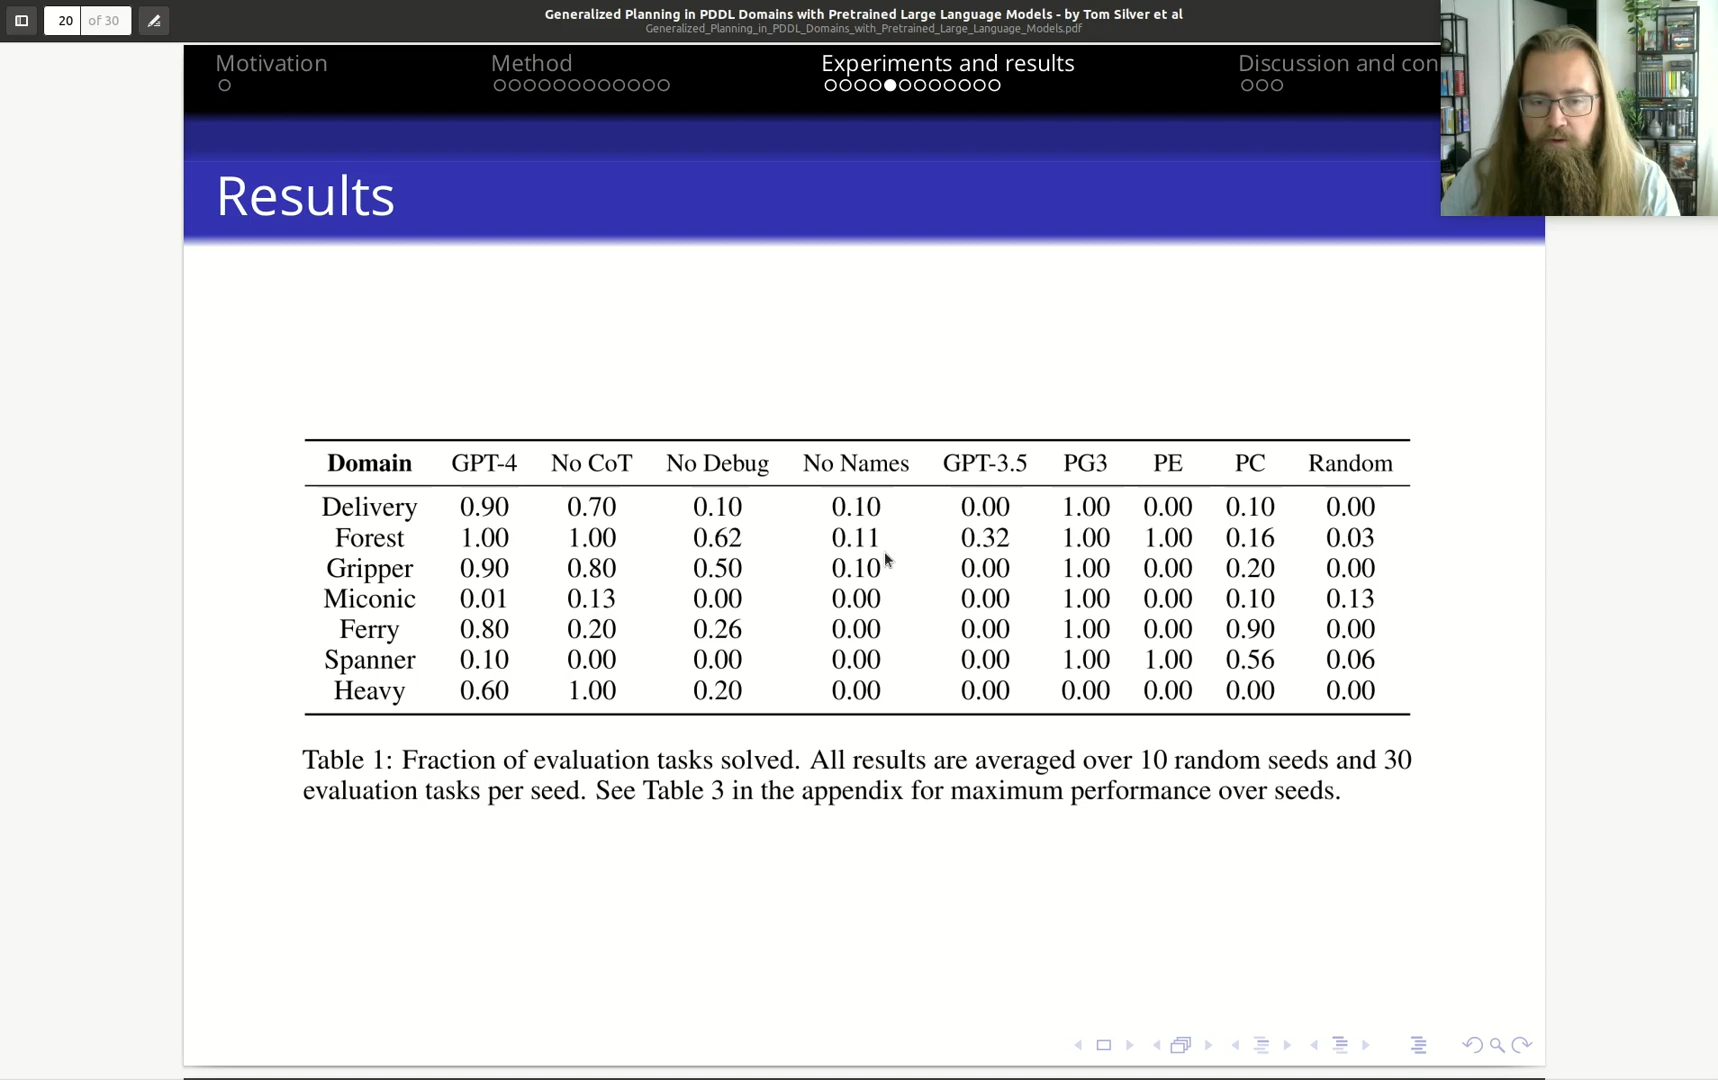 20 of 30
Generalized Planning in PDDL Domains with Pretrained Large Language Models - by Tom Silver et al
Generalized_Planning_in_PDDL_Domains_with_Pretrained_Large_Language_Models.pdf
Motivation Method Experiments and results Discussion and con
Results
Domain GPT-4 No CoT No Debug No Names GPT-3.5 PG3 PE PC Random
Delivery 0.90 0.70 0.10 0.10 0.00 1.00 0.00 0.10 0.00
Forest 1.00 1.00 0.62 0.11 0.32 1.00 1.00 0.16 0.03
Gripper 0.90 0.80 0.50 0.10 0.00 1.00 0.00 0.20 0.00
Miconic 0.01 0.13 0.00 0.00 0.00 1.00 0.00 0.10 0.13
Ferry 0.80 0.20 0.26 0.00 0.00 1.00 0.00 0.90 0.00
Spanner 0.10 0.00 0.00 0.00 0.00 1.00 1.00 0.56 0.06
Heavy 0.60 1.00 0.20 0.00 0.00 0.00 0.00 0.00 0.00
Table 1: Fraction of evaluation tasks solved. All results are averaged over 10 random seeds and 30
evaluation tasks per seed. See Table 3 in the appendix for maximum performance over seeds.